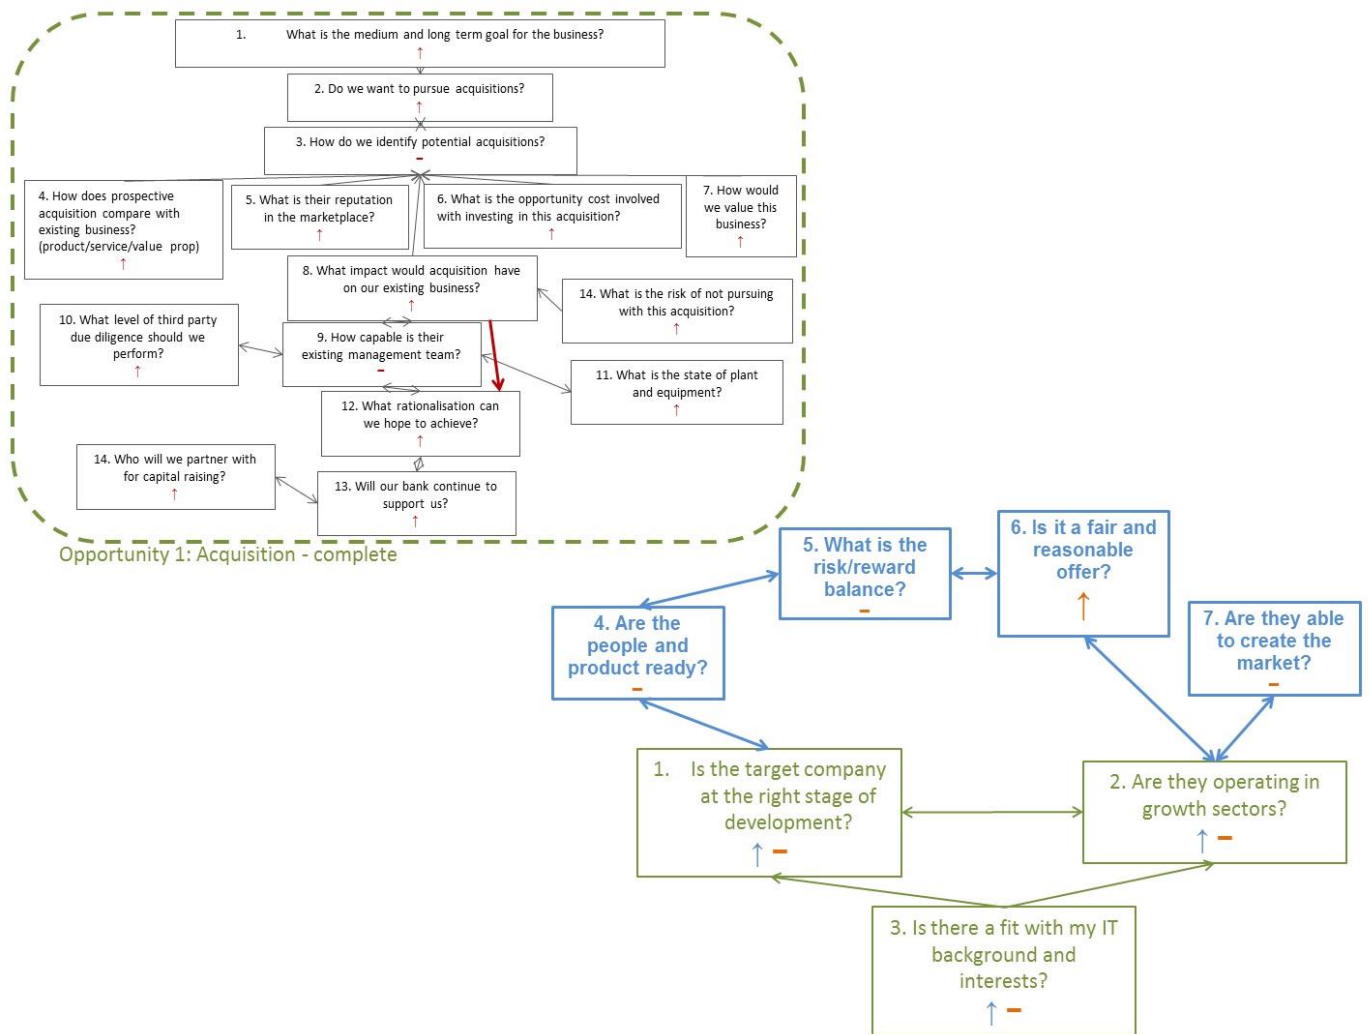 1. What is the medium and long term goal for the business?
↑
2. Do we want to pursue acquisitions?
↑
3. How do we identify potential acquisitions?
-
4. How does prospective
acquisition compare with
existing business?
(product/service/value prop)
↑
5. What is their reputation
in the marketplace?
↑
6. What is the opportunity cost involved
with investing in this acquisition?
↑
7. How would
we value this
business?
↑
8. What impact would acquisition have
on our existing business?
↑
14. What is the risk of not pursuing
with this acquisition?
↑
10. What level of third party
due diligence should we
perform?
↑
9. How capable is their
existing management team?
-
11. What is the state of plant
and equipment?
↑
12. What rationalisation can
we hope to achieve?
↑
14. Who will we partner with
for capital raising?
↑
13. Will our bank continue to
support us?
↑
Opportunity 1: Acquisition - complete
5. What is the
risk/reward
balance?
-
6. Is it a fair and
reasonable
offer?
↑
4. Are the
people and
product ready?
-
7. Are they able
to create the
market?
-
1. Is the target company
at the right stage of
development?
↑ -
2. Are they operating in
growth sectors?
↑ -
3. Is there a fit with my IT
background and
interests?
↑ -